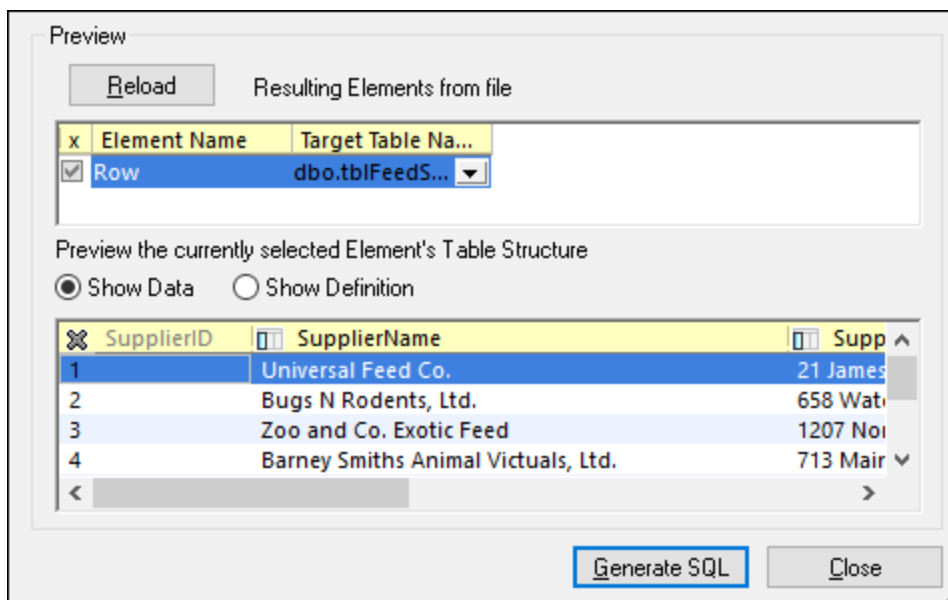 Preview
Reload Resulting Elements from file
x Element Name Target Table Na...
Row dbo.tblFeedS...
Preview the currently selected Element's Table Structure
Show Data Show Definition
SupplierID SupplierName Supp
1 Universal Feed Co. 21 James
2 Bugs N Rodents, Ltd. 658 Wat
3 Zoo and Co. Exotic Feed 1207 No
4 Barney Smiths Animal Victuals, Ltd. 713 Mair
Generate SQL Close